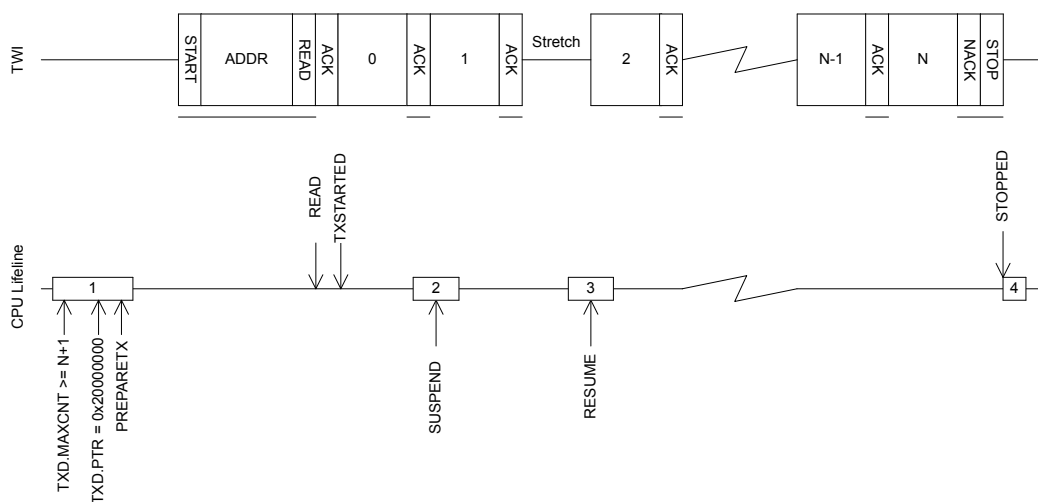 TWI
START
ADDR
READ
ACK
0
ACK
1
ACK
Stretch
2
ACK
N-1
ACK
N
NACK
STOP
CPU Lifeline
READ
TXSTARTED
STOPPED
1
2
3
4
TXD.MAXCNT >= N+1
TXD.PTR = 0x20000000
PREPARETX
SUSPEND
RESUME